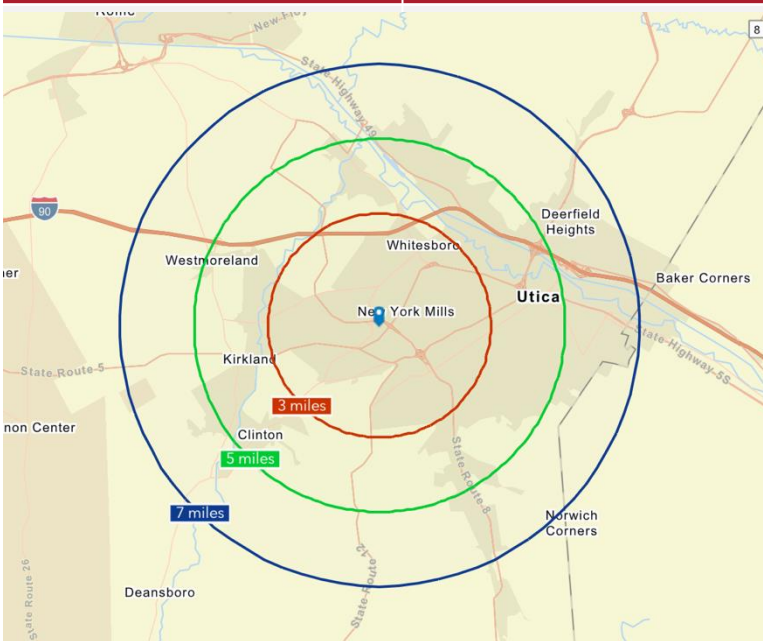 Rome
8
State Highway 49
90
Deerfield
Heights
Whitesboro
Westmoreland
Baker Corners
Utica
New York Mills
State Highway 5S
Kirkland
State Route 5
3 miles
non Center
Clinton
5 miles
State Route 8
7 miles
Norwich
Corners
State Route 12
State Route 26
Deansboro